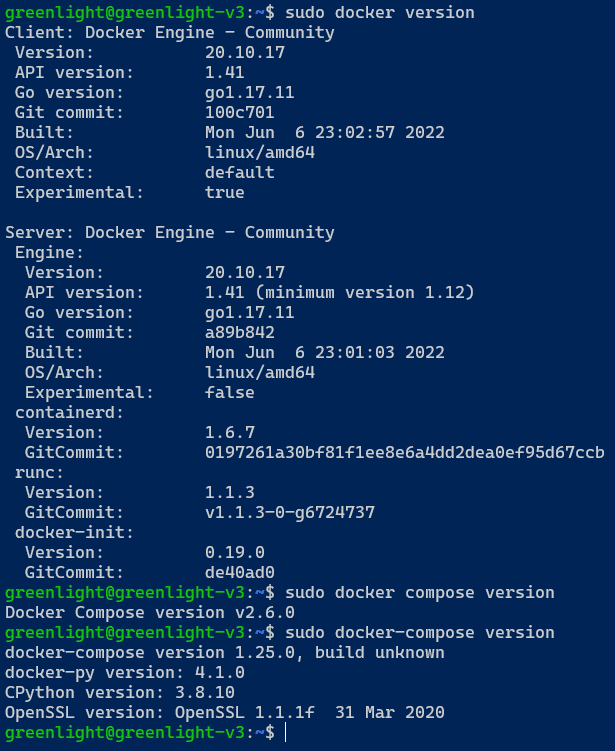 greenlight@greenlight-v3:~$ sudo docker version
Client: Docker Engine - Community
 Version:           20.10.17
 API version:       1.41
 Go version:        go1.17.11
 Git commit:        100c701
 Built:             Mon Jun  6 23:02:57 2022
 OS/Arch:           linux/amd64
 Context:           default
 Experimental:      true

Server: Docker Engine - Community
 Engine:
  Version:          20.10.17
  API version:      1.41 (minimum version 1.12)
  Go version:       go1.17.11
  Git commit:       a89b842
  Built:            Mon Jun  6 23:01:03 2022
  OS/Arch:          linux/amd64
  Experimental:     false
 containerd:
  Version:          1.6.7
  GitCommit:        0197261a30bf81f1ee8e6a4dd2dea0ef95d67ccb
 runc:
  Version:          1.1.3
  GitCommit:        v1.1.3-0-g6724737
 docker-init:
  Version:          0.19.0
  GitCommit:        de40ad0
greenlight@greenlight-v3:~$ sudo docker compose version
Docker Compose version v2.6.0
greenlight@greenlight-v3:~$ sudo docker-compose version
docker-compose version 1.25.0, build unknown
docker-py version: 4.1.0
CPython version: 3.8.10
OpenSSL version: OpenSSL 1.1.1f  31 Mar 2020
greenlight@greenlight-v3:~$